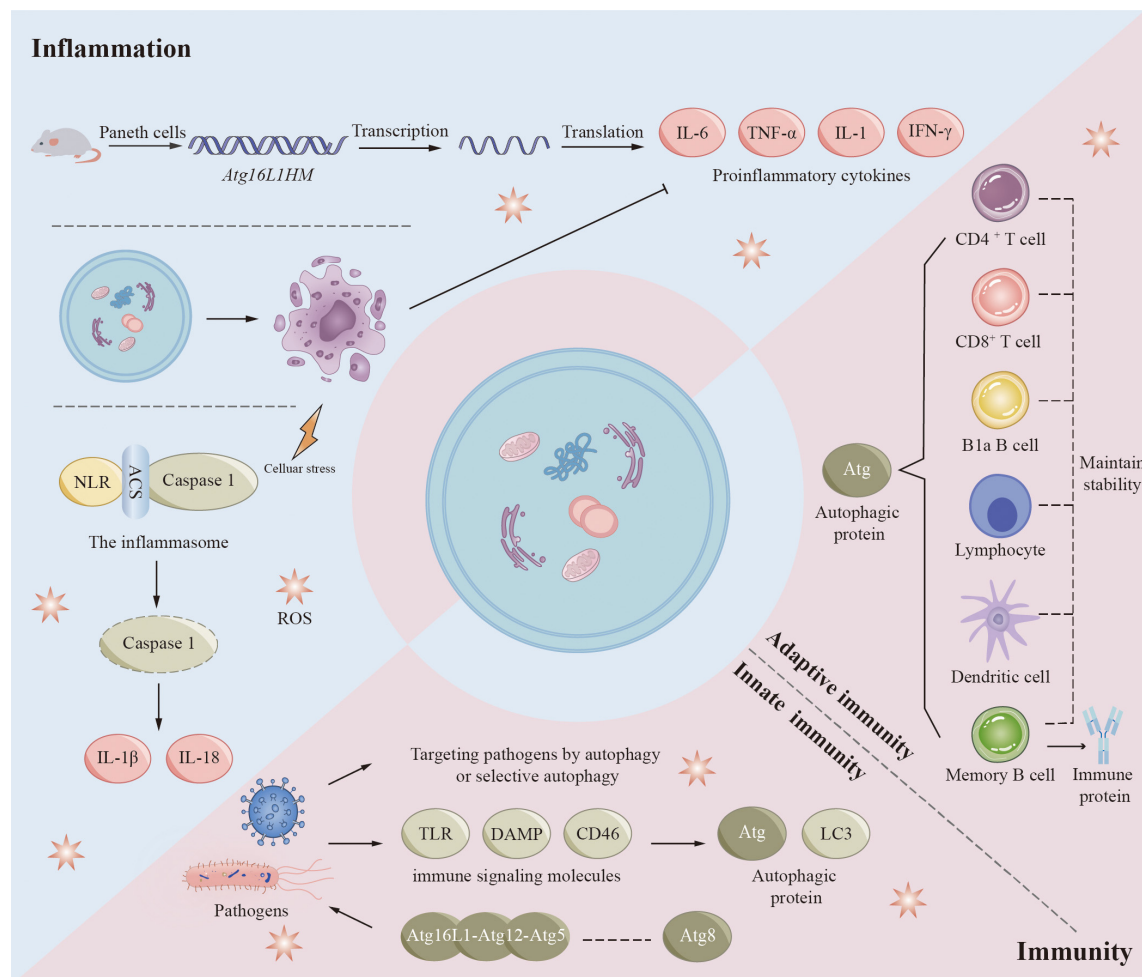 Inflammation
Paneth cells
Atg16L1HM
Transcription
Translation
IL-6
TNF-α
IL-1
IFN-γ
Proinflammatory cytokines
Celluar stress
NLR
ACS
Caspase 1
The inflammasome
Caspase 1
ROS
IL-1β
IL-18
CD4 + T cell
CD8+ T cell
B1a B cell
Lymphocyte
Dendritic cell
Memory B cell
Maintain
stability
Atg
Autophagic
protein
Immune
protein
Adaptive immunity
Innate immunity
Targeting pathogens by autophagy
or selective autophagy
TLR
DAMP
CD46
immune signaling molecules
Atg
LC3
Autophagic
protein
Pathogens
Atg16L1-Atg12-Atg5
Atg8
Immunity